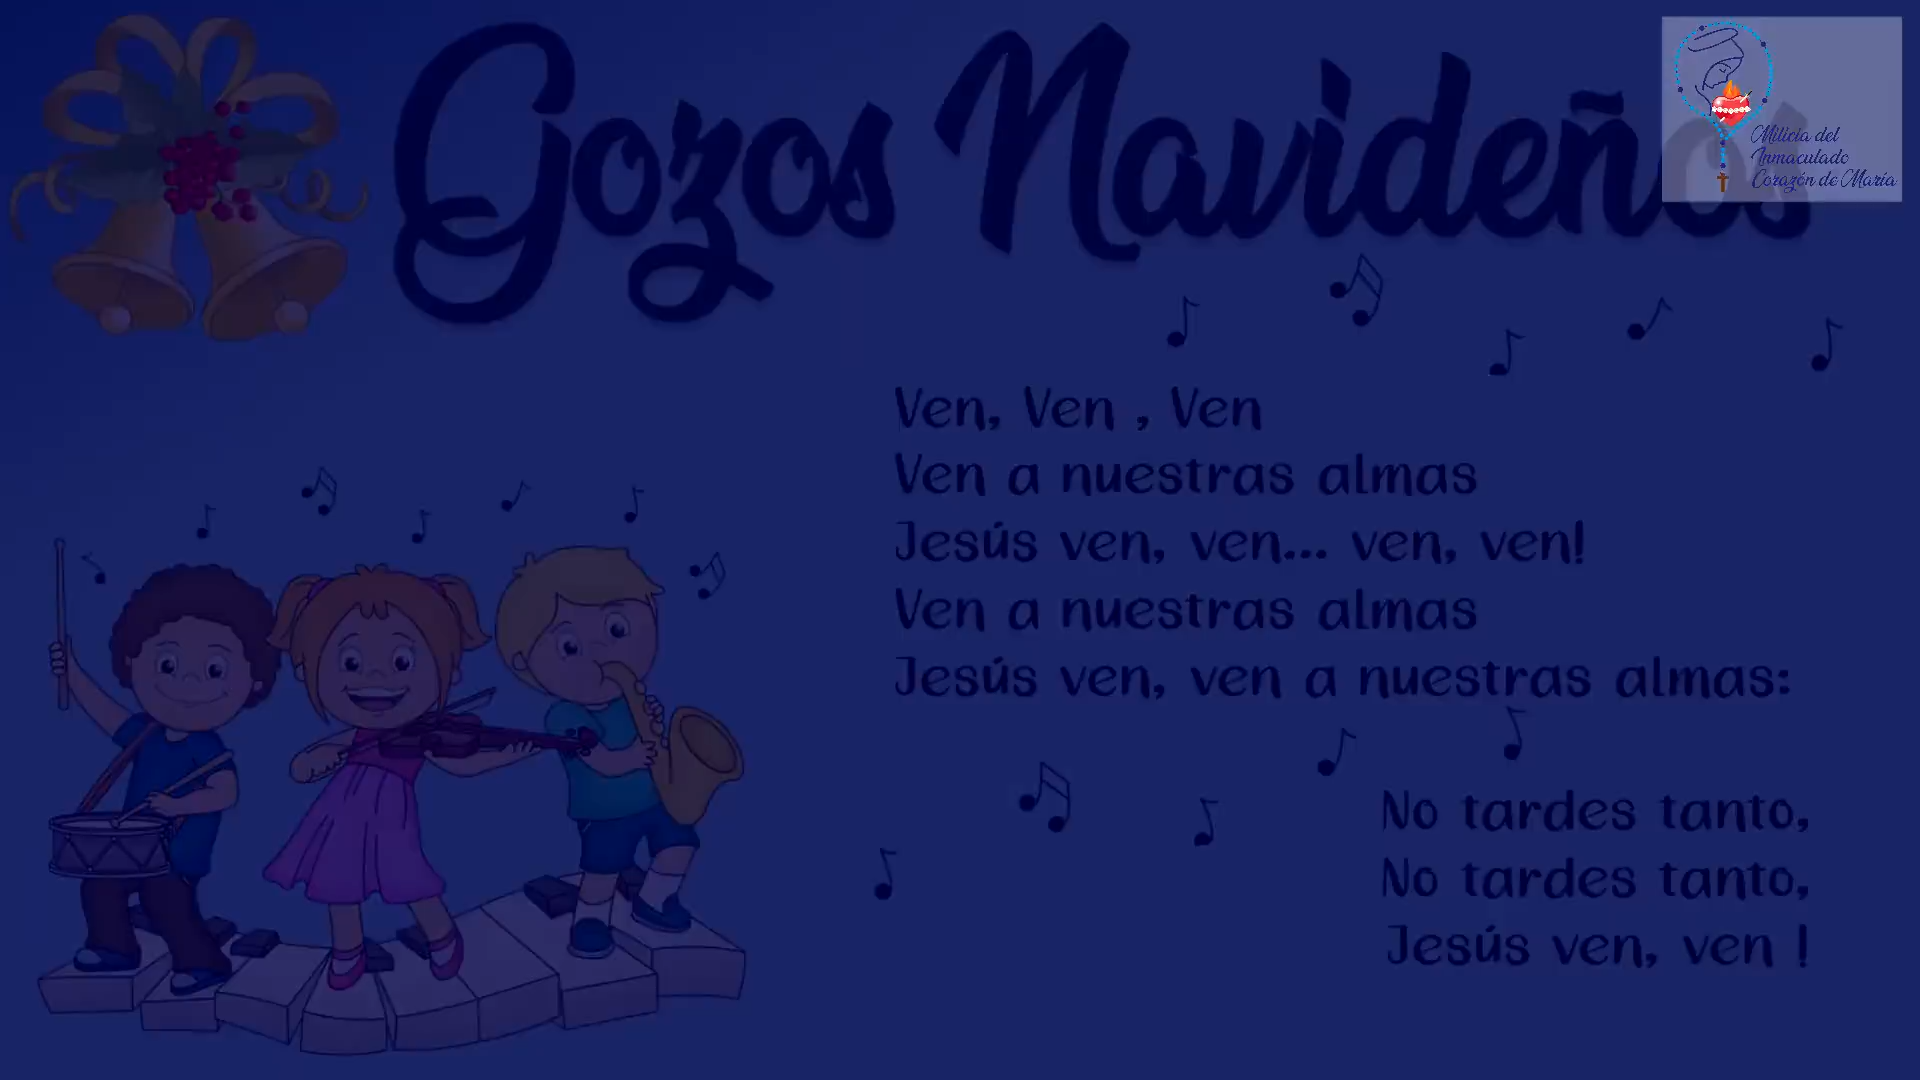 Gozos Navideños
Milicia del
Inmaculado
Corazón de María
Ven, Ven , Ven
Ven a nuestras almas
Jesús ven, ven... ven, ven!
Ven a nuestras almas
Jesús ven, ven a nuestras almas:
No tardes tanto,
No tardes tanto,
Jesús ven, ven !